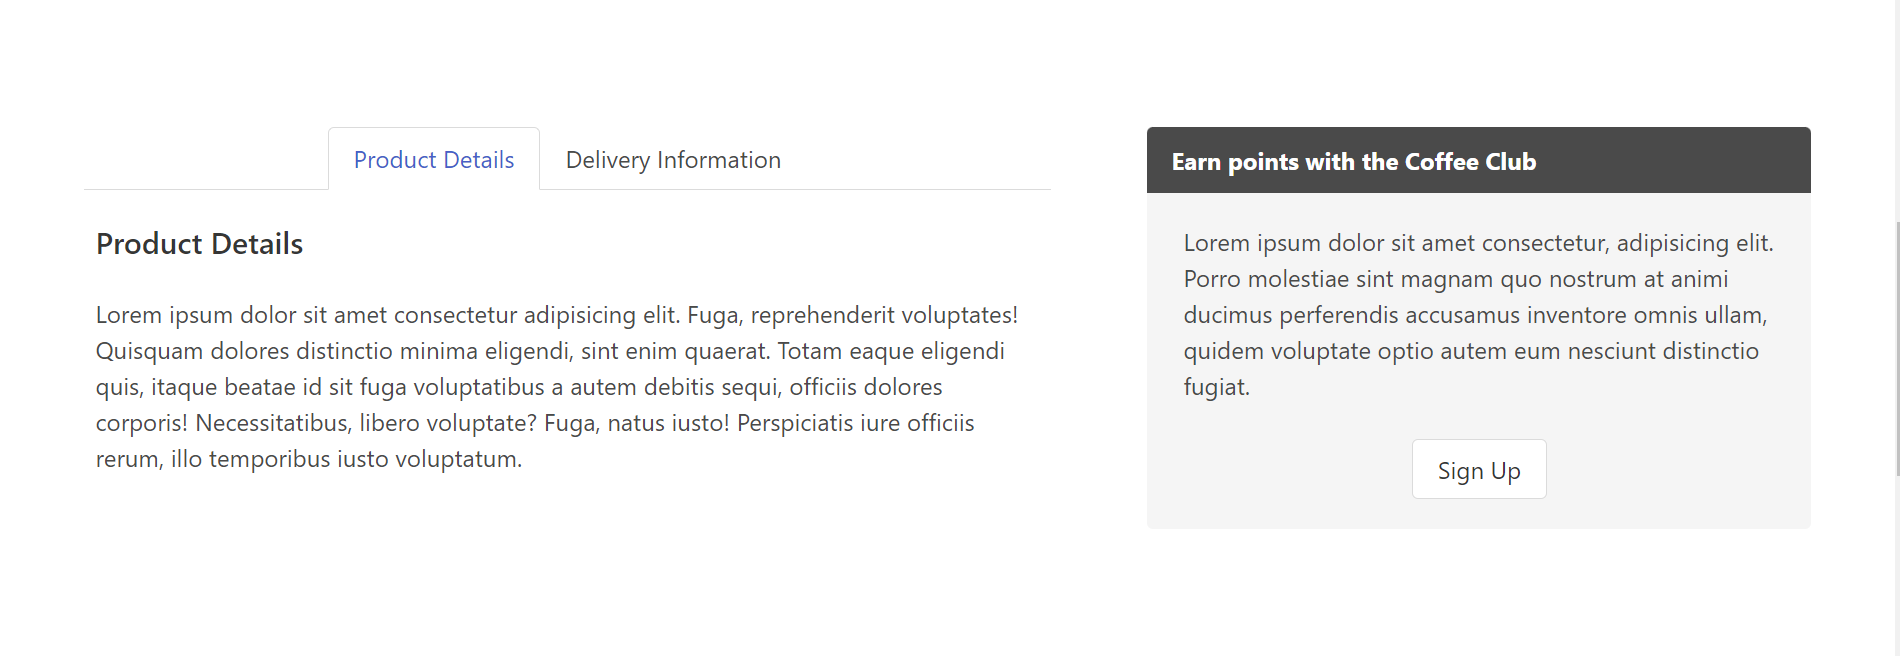 Product Details
Delivery Information
Product Details
Lorem ipsum dolor sit amet consectetur adipisicing elit. Fuga, reprehenderit voluptates!
Quisquam dolores distinctio minima eligendi, sint enim quaerat. Totam eaque eligendi
quis, itaque beatae id sit fuga voluptatibus a autem debitis sequi, officiis dolores
corporis! Necessitatibus, libero voluptate? Fuga, natus iusto! Perspiciatis iure officiis
rerum, illo temporibus iusto voluptatum.
Earn points with the Coffee Club
Lorem ipsum dolor sit amet consectetur, adipisicing elit.
Porro molestiae sint magnam quo nostrum at animi
ducimus perferendis accusamus inventore omnis ullam,
quidem voluptate optio autem eum nesciunt distinctio
fugiat.
Sign Up